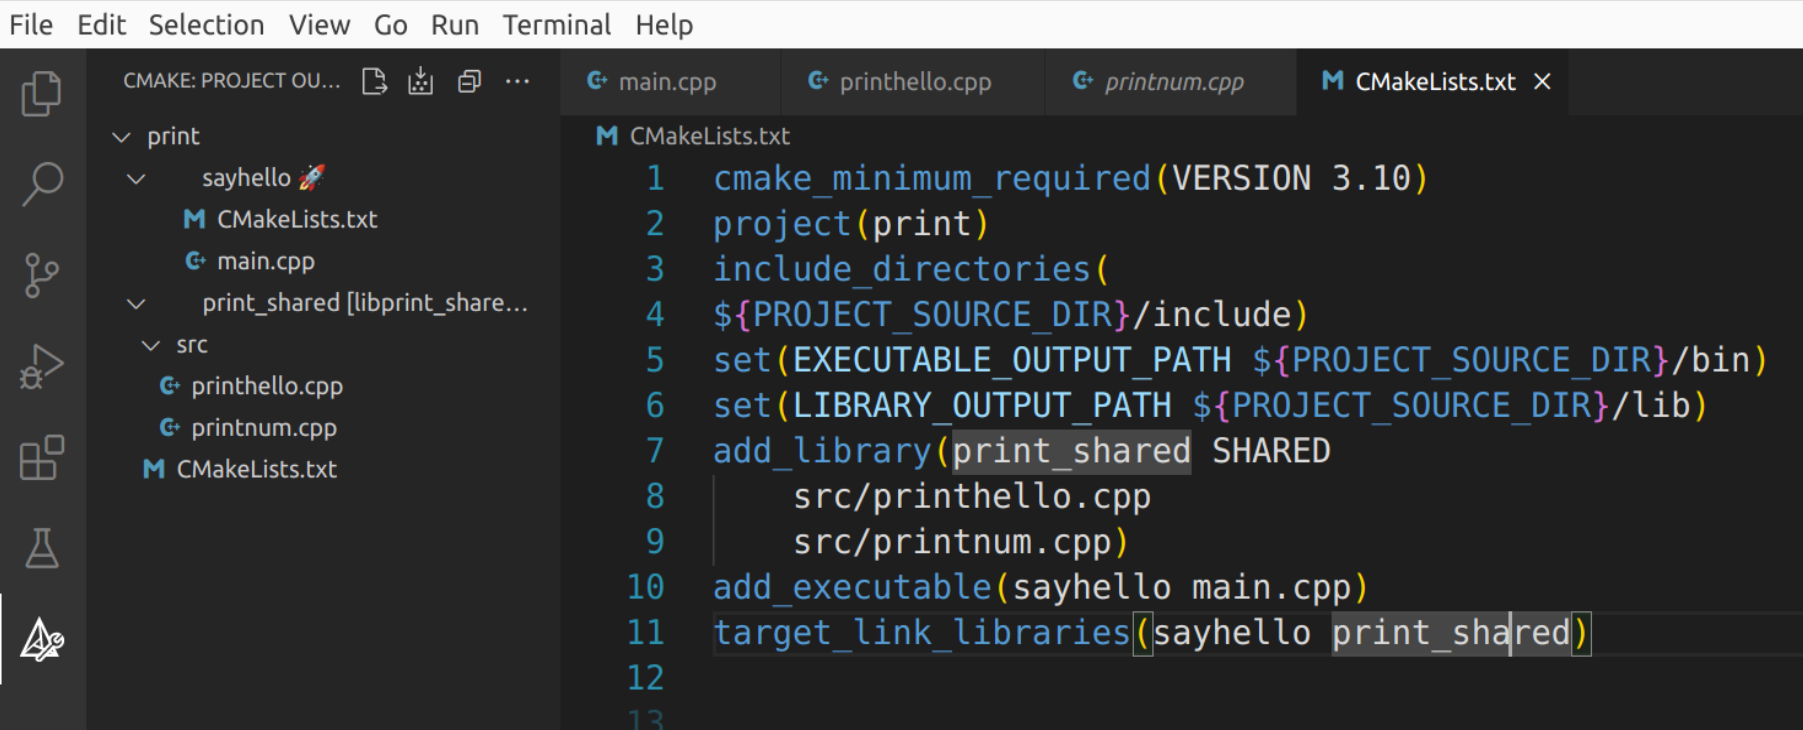 File Edit Selection View Go Run Terminal Help
CMAKE: PROJECT OU...
print
sayhello 🚀
CMakeLists.txt
main.cpp
print_shared [libprint_share...
src
printhello.cpp
printnum.cpp
CMakeLists.txt
main.cpp printhello.cpp printnum.cpp CMakeLists.txt
CMakeLists.txt
1 cmake_minimum_required(VERSION 3.10)
2 project(print)
3 include_directories(
4 ${PROJECT_SOURCE_DIR}/include)
5 set(EXECUTABLE_OUTPUT_PATH ${PROJECT_SOURCE_DIR}/bin)
6 set(LIBRARY_OUTPUT_PATH ${PROJECT_SOURCE_DIR}/lib)
7 add_library(print_shared SHARED
8 src/printhello.cpp
9 src/printnum.cpp)
10 add_executable(sayhello main.cpp)
11 target_link_libraries(sayhello print_shared)
12
13